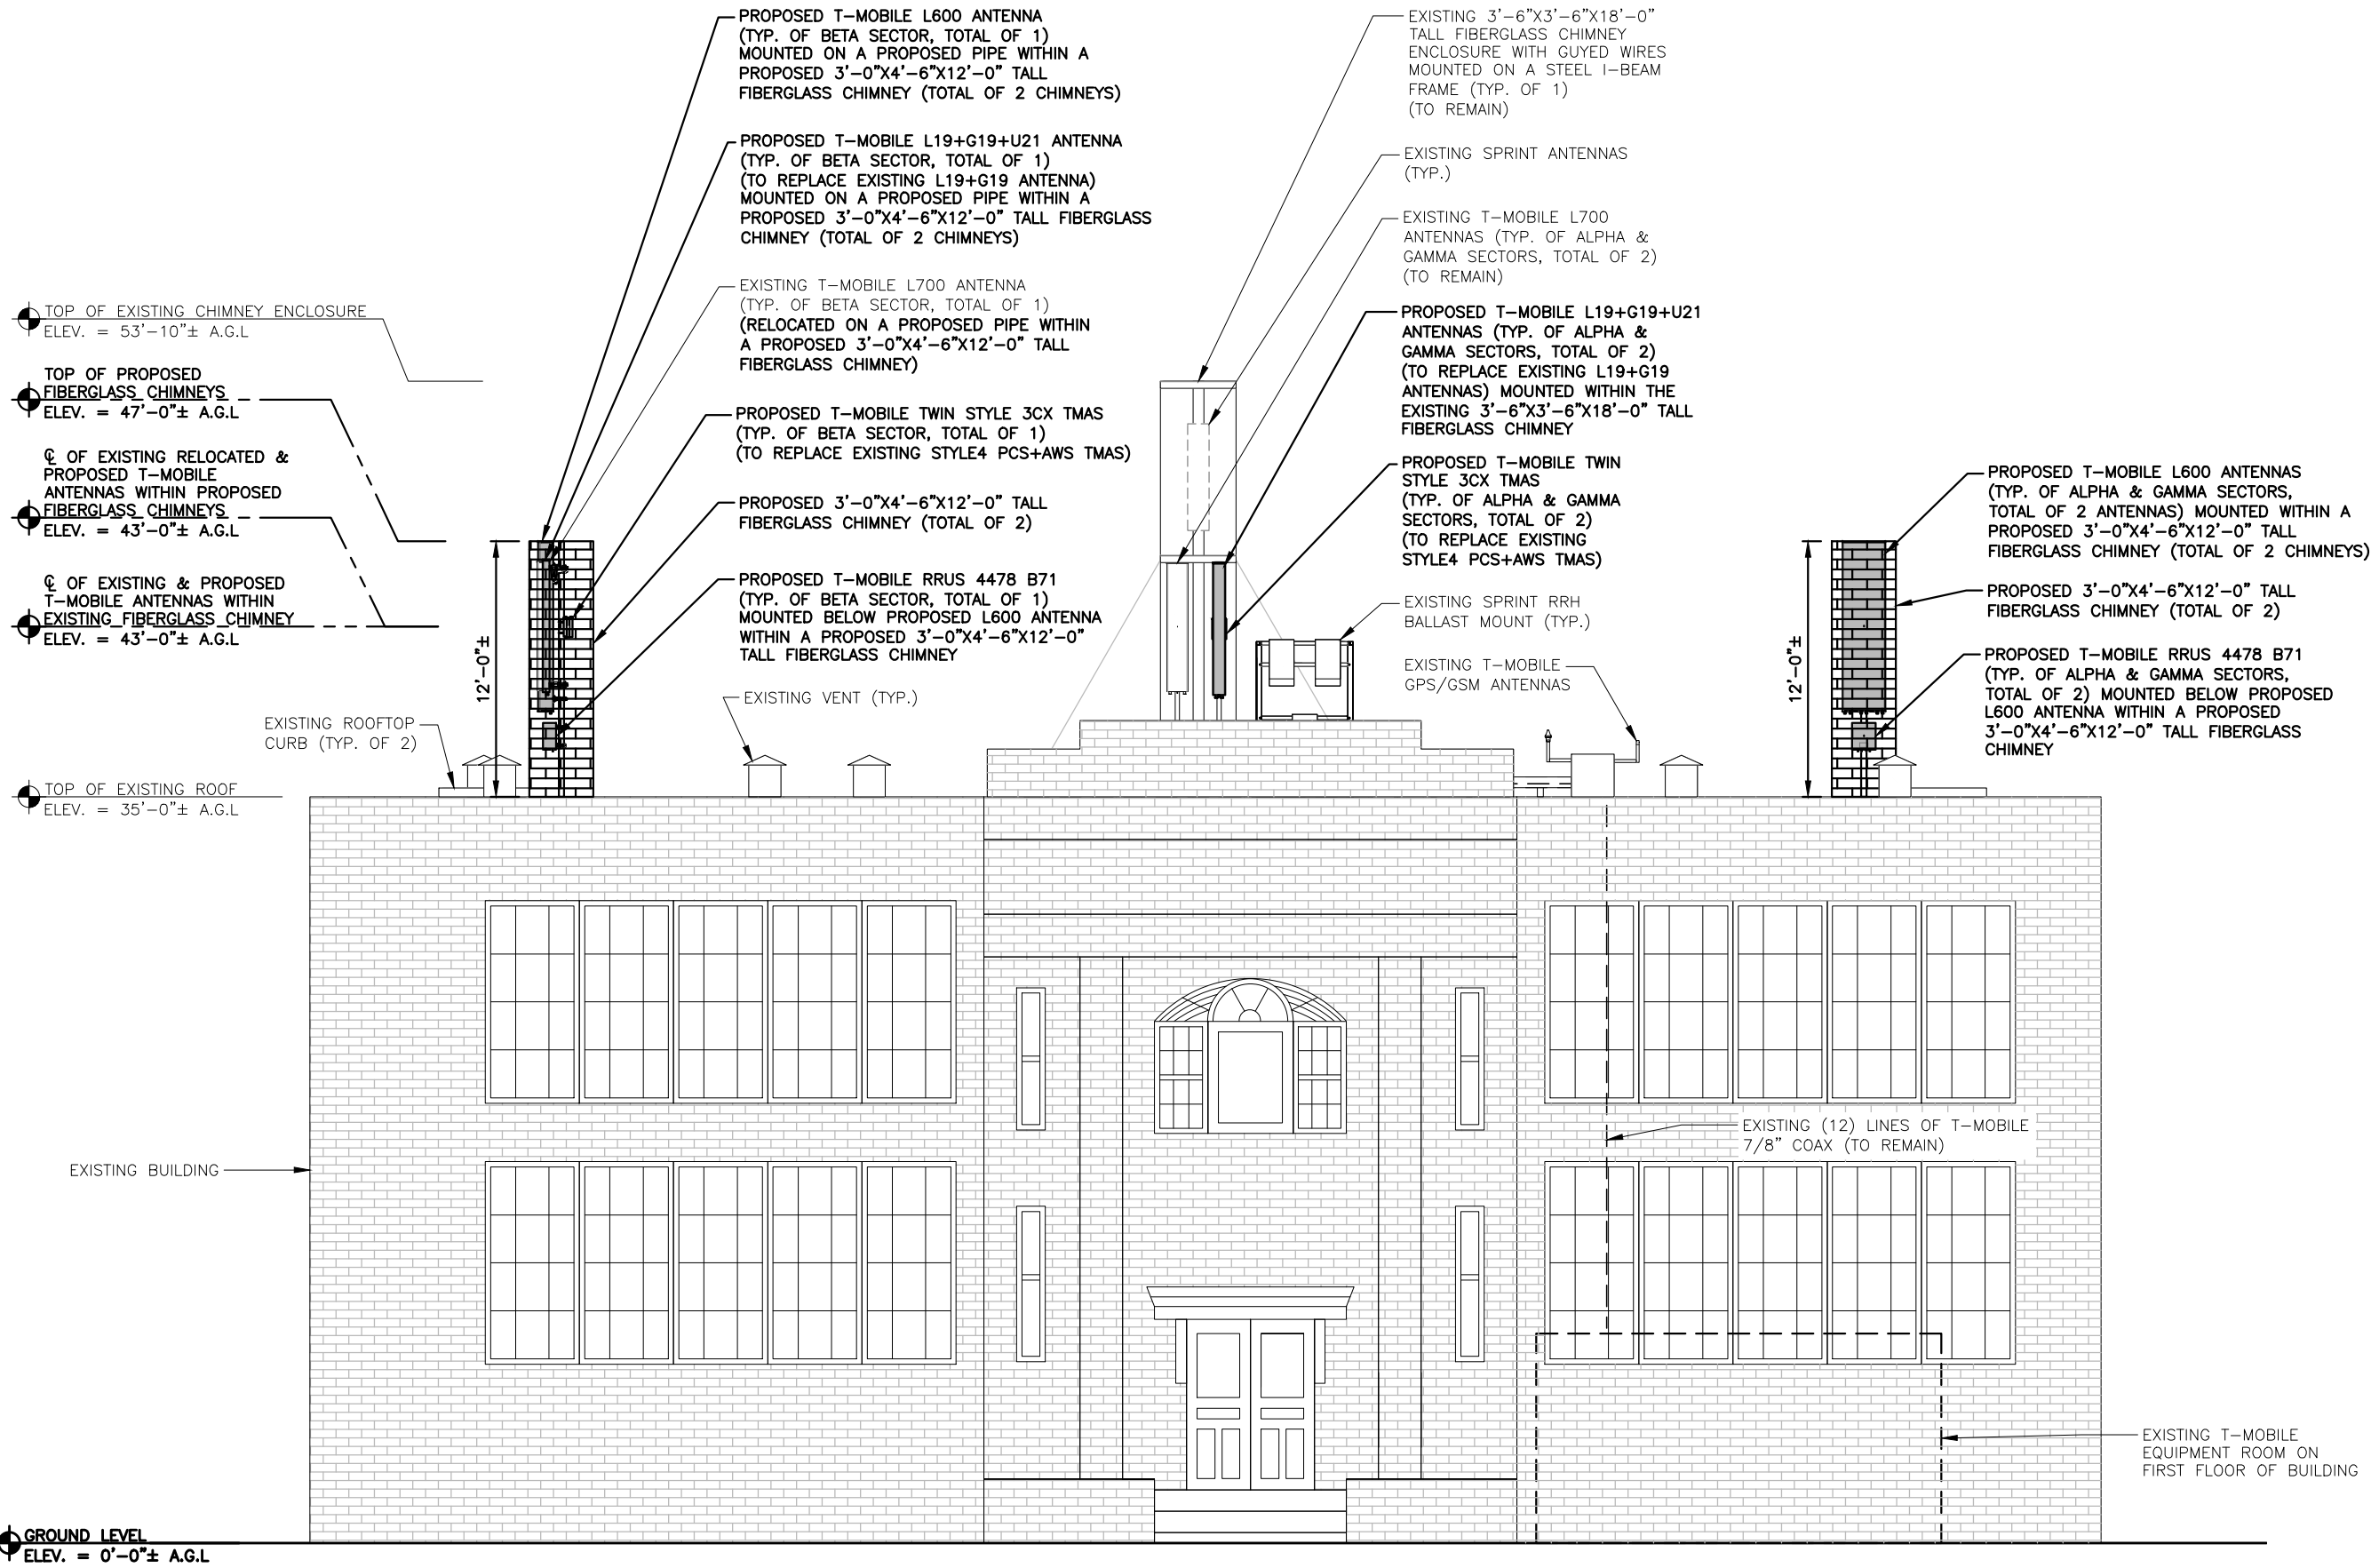 PROPOSED T-MOBILE L600 ANTENNA
(TYP. OF BETA SECTOR, TOTAL OF 1)
MOUNTED ON A PROPOSED PIPE WITHIN A
PROPOSED 3'-0"X4'-6"X12'-0" TALL
FIBERGLASS CHIMNEY (TOTAL OF 2 CHIMNEYS)
PROPOSED T-MOBILE L19+G19+U21 ANTENNA
(TYP. OF BETA SECTOR, TOTAL OF 1)
(TO REPLACE EXISTING L19+G19 ANTENNA)
MOUNTED ON A PROPOSED PIPE WITHIN A
PROPOSED 3'-0"X4'-6"X12'-0" TALL FIBERGLASS
CHIMNEY (TOTAL OF 2 CHIMNEYS)
EXISTING T-MOBILE L700 ANTENNA
(TYP. OF BETA SECTOR, TOTAL OF 1)
(RELOCATED ON A PROPOSED PIPE WITHIN
A PROPOSED 3'-0"X4'-6"X12'-0" TALL
FIBERGLASS CHIMNEY)
PROPOSED T-MOBILE TWIN STYLE 3CX TMAS
(TYP. OF BETA SECTOR, TOTAL OF 1)
(TO REPLACE EXISTING STYLE4 PCS+AWS TMAS)
PROPOSED 3'-0"X4'-6"X12'-0" TALL
FIBERGLASS CHIMNEY (TOTAL OF 2)
PROPOSED T-MOBILE RRUS 4478 B71
(TYP. OF BETA SECTOR, TOTAL OF 1)
MOUNTED BELOW PROPOSED L600 ANTENNA
WITHIN A PROPOSED 3'-0"X4'-6"X12'-0"
TALL FIBERGLASS CHIMNEY
EXISTING VENT (TYP.)
EXISTING 3'-6"X3'-6"X18'-0"
TALL FIBERGLASS CHIMNEY
ENCLOSURE WITH GUYED WIRES
MOUNTED ON A STEEL I-BEAM
FRAME (TYP. OF 1)
(TO REMAIN)
EXISTING SPRINT ANTENNAS
(TYP.)
EXISTING T-MOBILE L700
ANTENNAS (TYP. OF ALPHA &
GAMMA SECTORS, TOTAL OF 2)
(TO REMAIN)
PROPOSED T-MOBILE L19+G19+U21
ANTENNAS (TYP. OF ALPHA &
GAMMA SECTORS, TOTAL OF 2)
(TO REPLACE EXISTING L19+G19
ANTENNAS) MOUNTED WITHIN THE
EXISTING 3'-6"X3'-6"X18'-0" TALL
FIBERGLASS CHIMNEY
PROPOSED T-MOBILE TWIN
STYLE 3CX TMAS
(TYP. OF ALPHA & GAMMA
SECTORS, TOTAL OF 2)
(TO REPLACE EXISTING
STYLE4 PCS+AWS TMAS)
EXISTING SPRINT RRH
BALLAST MOUNT (TYP.)
EXISTING T-MOBILE
GPS/GSM ANTENNAS
PROPOSED T-MOBILE L600 ANTENNAS
(TYP. OF ALPHA & GAMMA SECTORS,
TOTAL OF 2 ANTENNAS) MOUNTED WITHIN A
PROPOSED 3'-0"X4'-6"X12'-0" TALL
FIBERGLASS CHIMNEY (TOTAL OF 2 CHIMNEYS)
PROPOSED 3'-0"X4'-6"X12'-0" TALL
FIBERGLASS CHIMNEY (TOTAL OF 2)
PROPOSED T-MOBILE RRUS 4478 B71
(TYP. OF ALPHA & GAMMA SECTORS,
TOTAL OF 2) MOUNTED BELOW PROPOSED
L600 ANTENNA WITHIN A PROPOSED
3'-0"X4'-6"X12'-0" TALL FIBERGLASS
CHIMNEY
TOP OF EXISTING CHIMNEY ENCLOSURE
ELEV. = 53'-10"± A.G.L
TOP OF PROPOSED
FIBERGLASS CHIMNEYS
ELEV. = 47'-0"± A.G.L
℄ OF EXISTING RELOCATED &
PROPOSED T-MOBILE
ANTENNAS WITHIN PROPOSED
FIBERGLASS CHIMNEYS
ELEV. = 43'-0"± A.G.L
℄ OF EXISTING & PROPOSED
T-MOBILE ANTENNAS WITHIN
EXISTING FIBERGLASS CHIMNEY
ELEV. = 43'-0"± A.G.L
12'-0"±
12'-0"±
EXISTING ROOFTOP
CURB (TYP. OF 2)
TOP OF EXISTING ROOF
ELEV. = 35'-0"± A.G.L
EXISTING (12) LINES OF T-MOBILE
7/8" COAX (TO REMAIN)
EXISTING BUILDING
EXISTING T-MOBILE
EQUIPMENT ROOM ON
FIRST FLOOR OF BUILDING
GROUND LEVEL
ELEV. = 0'-0"± A.G.L